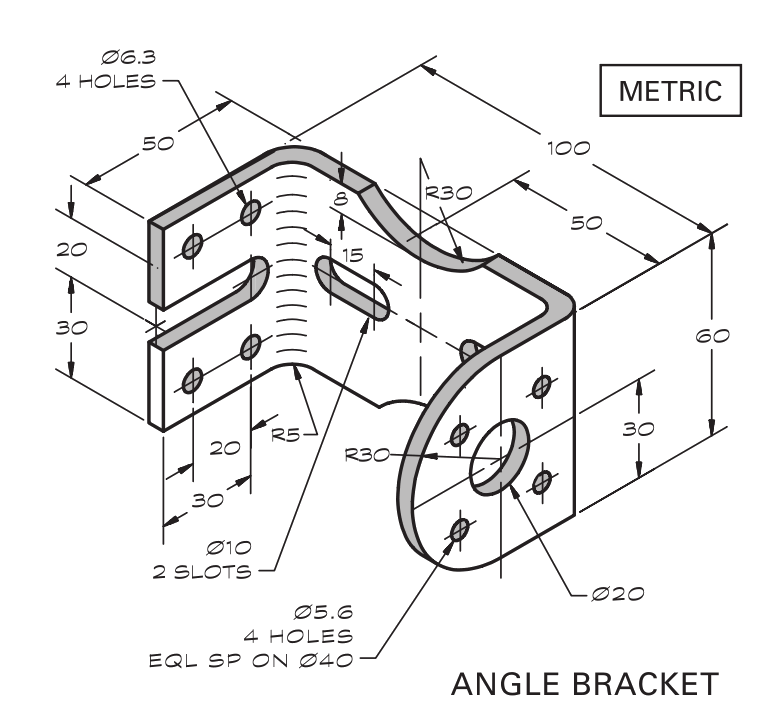 Ø6.3
4 HOLES
METRIC
50
100
R30
8
50
20
15
30
60
30
R5
20
R30
30
Ø10
2 SLOTS
Ø20
Ø5.6
4 HOLES
EQL SP ON Ø40
ANGLE BRACKET